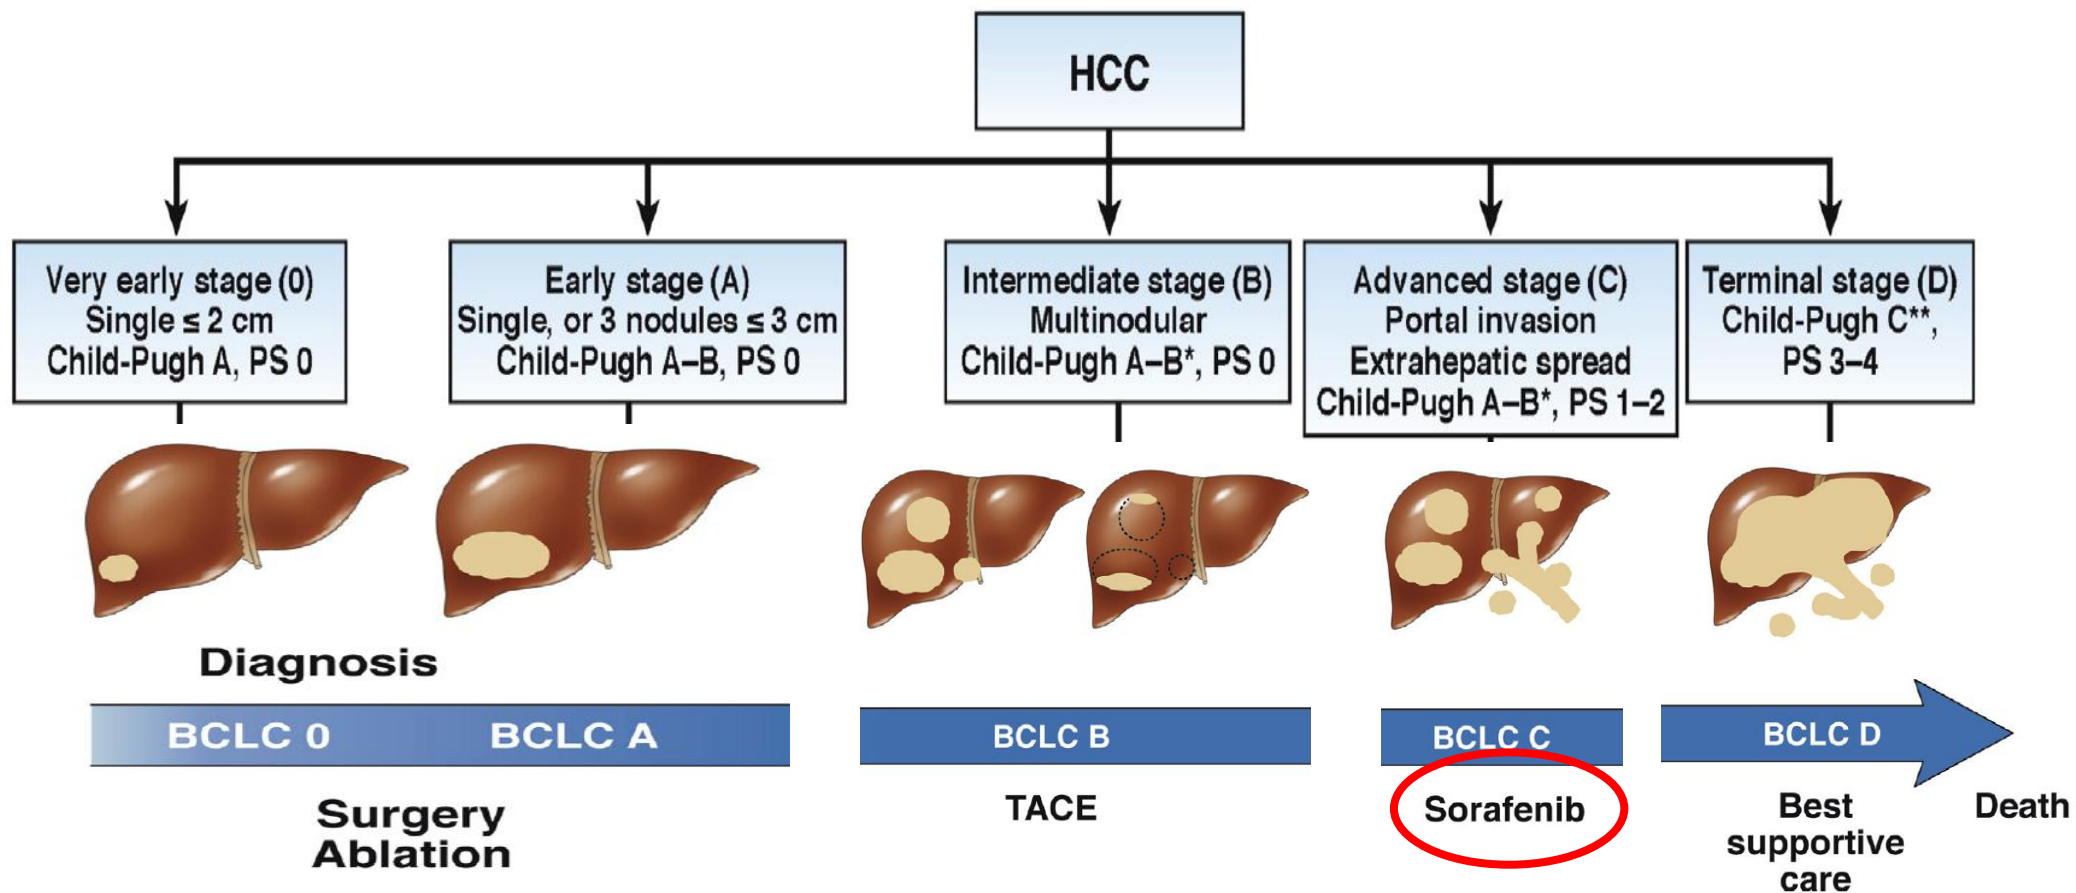 HCC
Very early stage (0)
Single ≤ 2 cm
Child-Pugh A, PS 0
Early stage (A)
Single, or 3 nodules ≤ 3 cm
Child-Pugh A–B, PS 0
Intermediate stage (B)
Multinodular
Child-Pugh A–B*, PS 0
Advanced stage (C)
Portal invasion
Extrahepatic spread
Child-Pugh A–B*, PS 1–2
Terminal stage (D)
Child-Pugh C**,
PS 3–4
Diagnosis
BCLC 0
BCLC A
BCLC B
BCLC C
BCLC D
Surgery
Ablation
TACE
Sorafenib
Best
supportive
care
Death